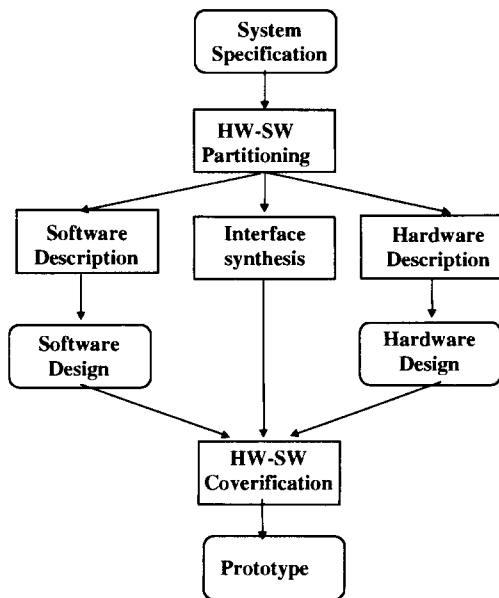 System
Specification
HW-SW
Partitioning
Software
Description
Interface
synthesis
Hardware
Description
Software
Design
Hardware
Design
HW-SW
Coverification
Prototype